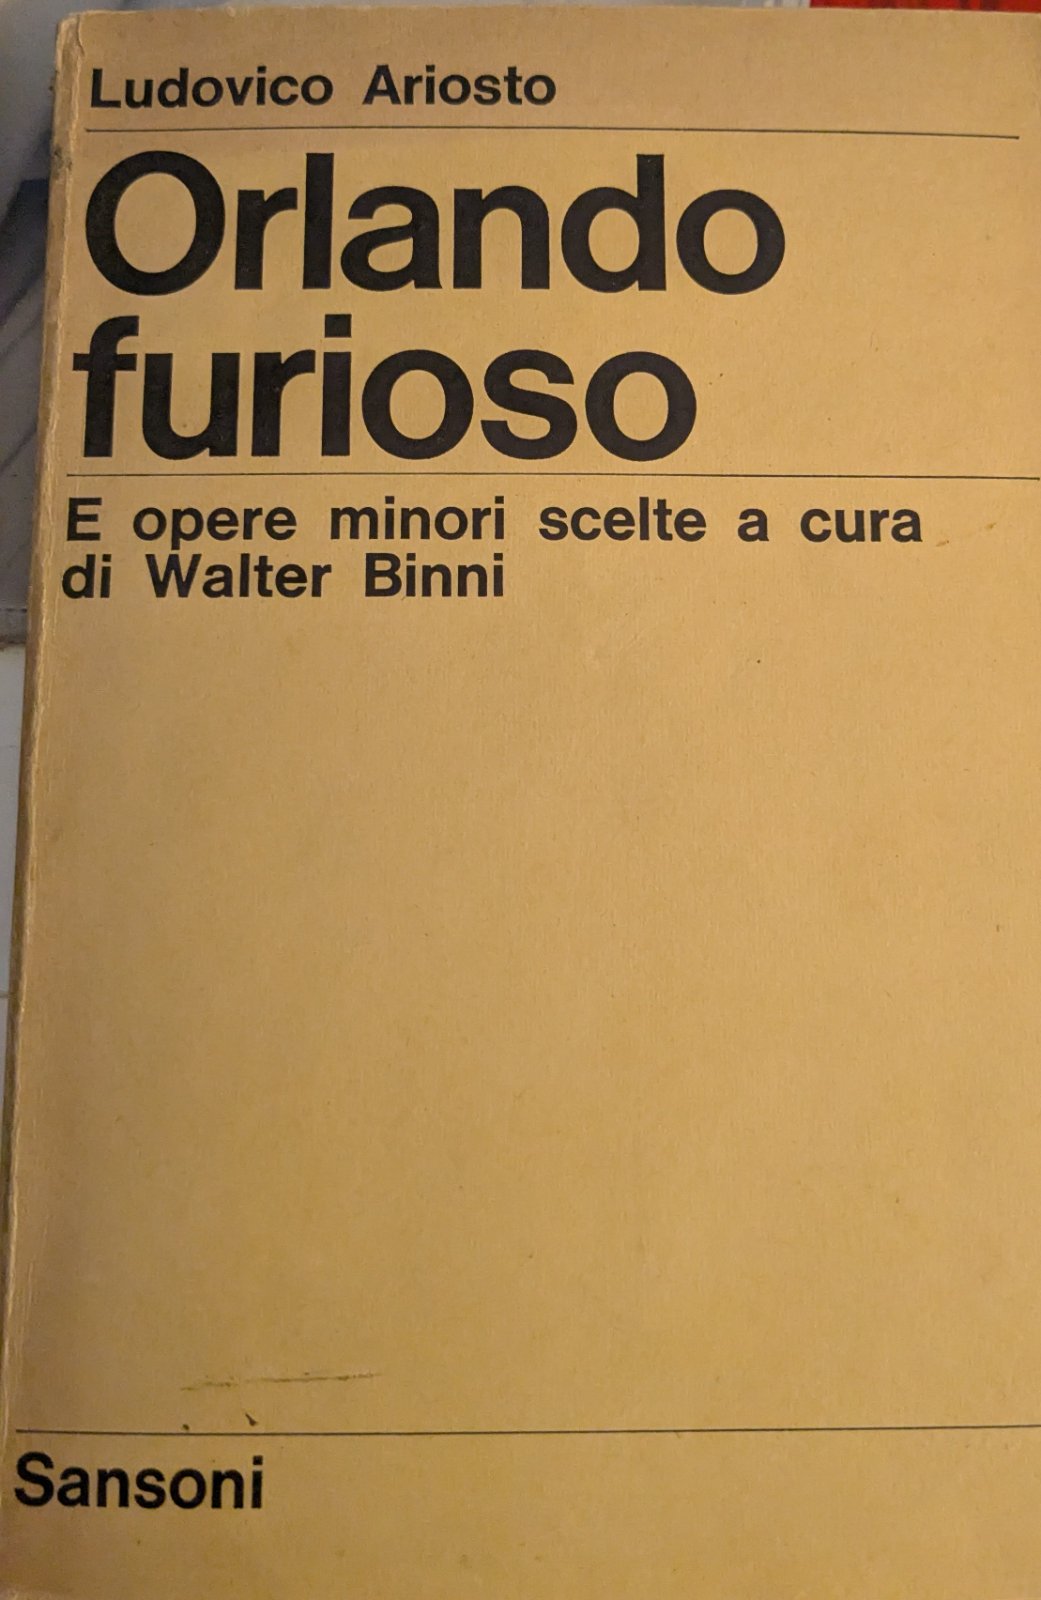 Ludovico Ariosto
Orlando
furioso
E opere minori scelte a cura
di Walter Binni
Sansoni